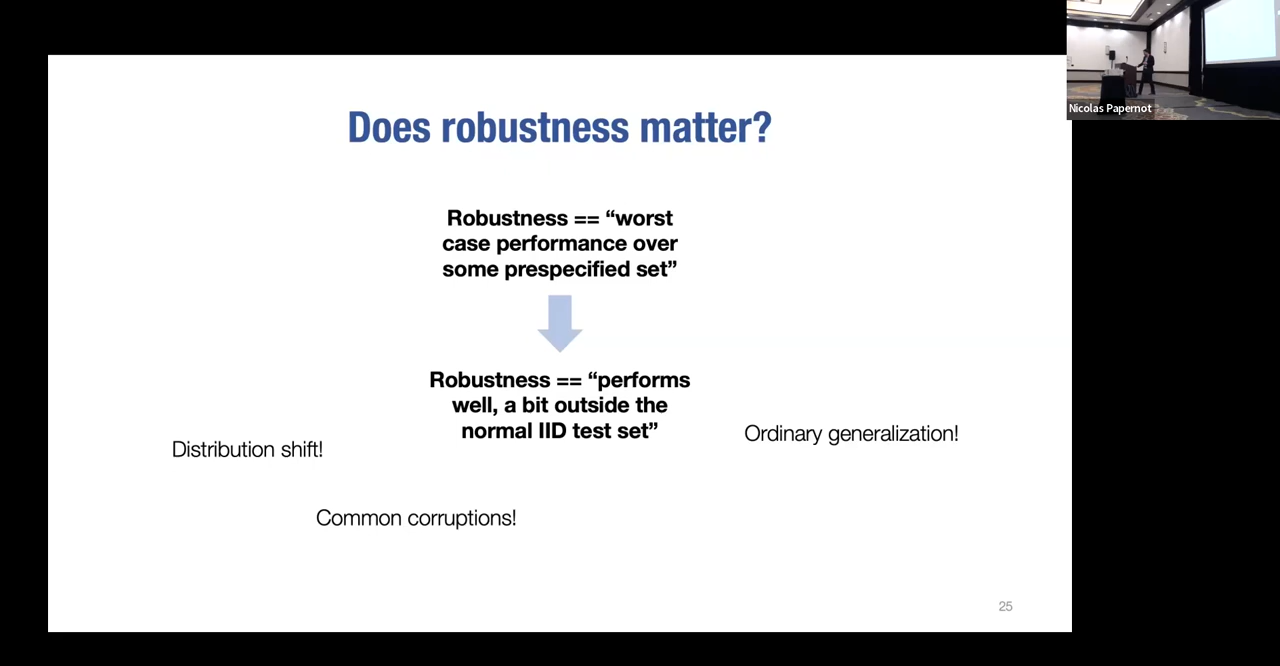 Does robustness matter?
Robustness == “worst
case performance over
some prespecified set”
Robustness == “performs
well, a bit outside the
normal IID test set”
Distribution shift!
Ordinary generalization!
Common corruptions!
25
Nicolas Papernot